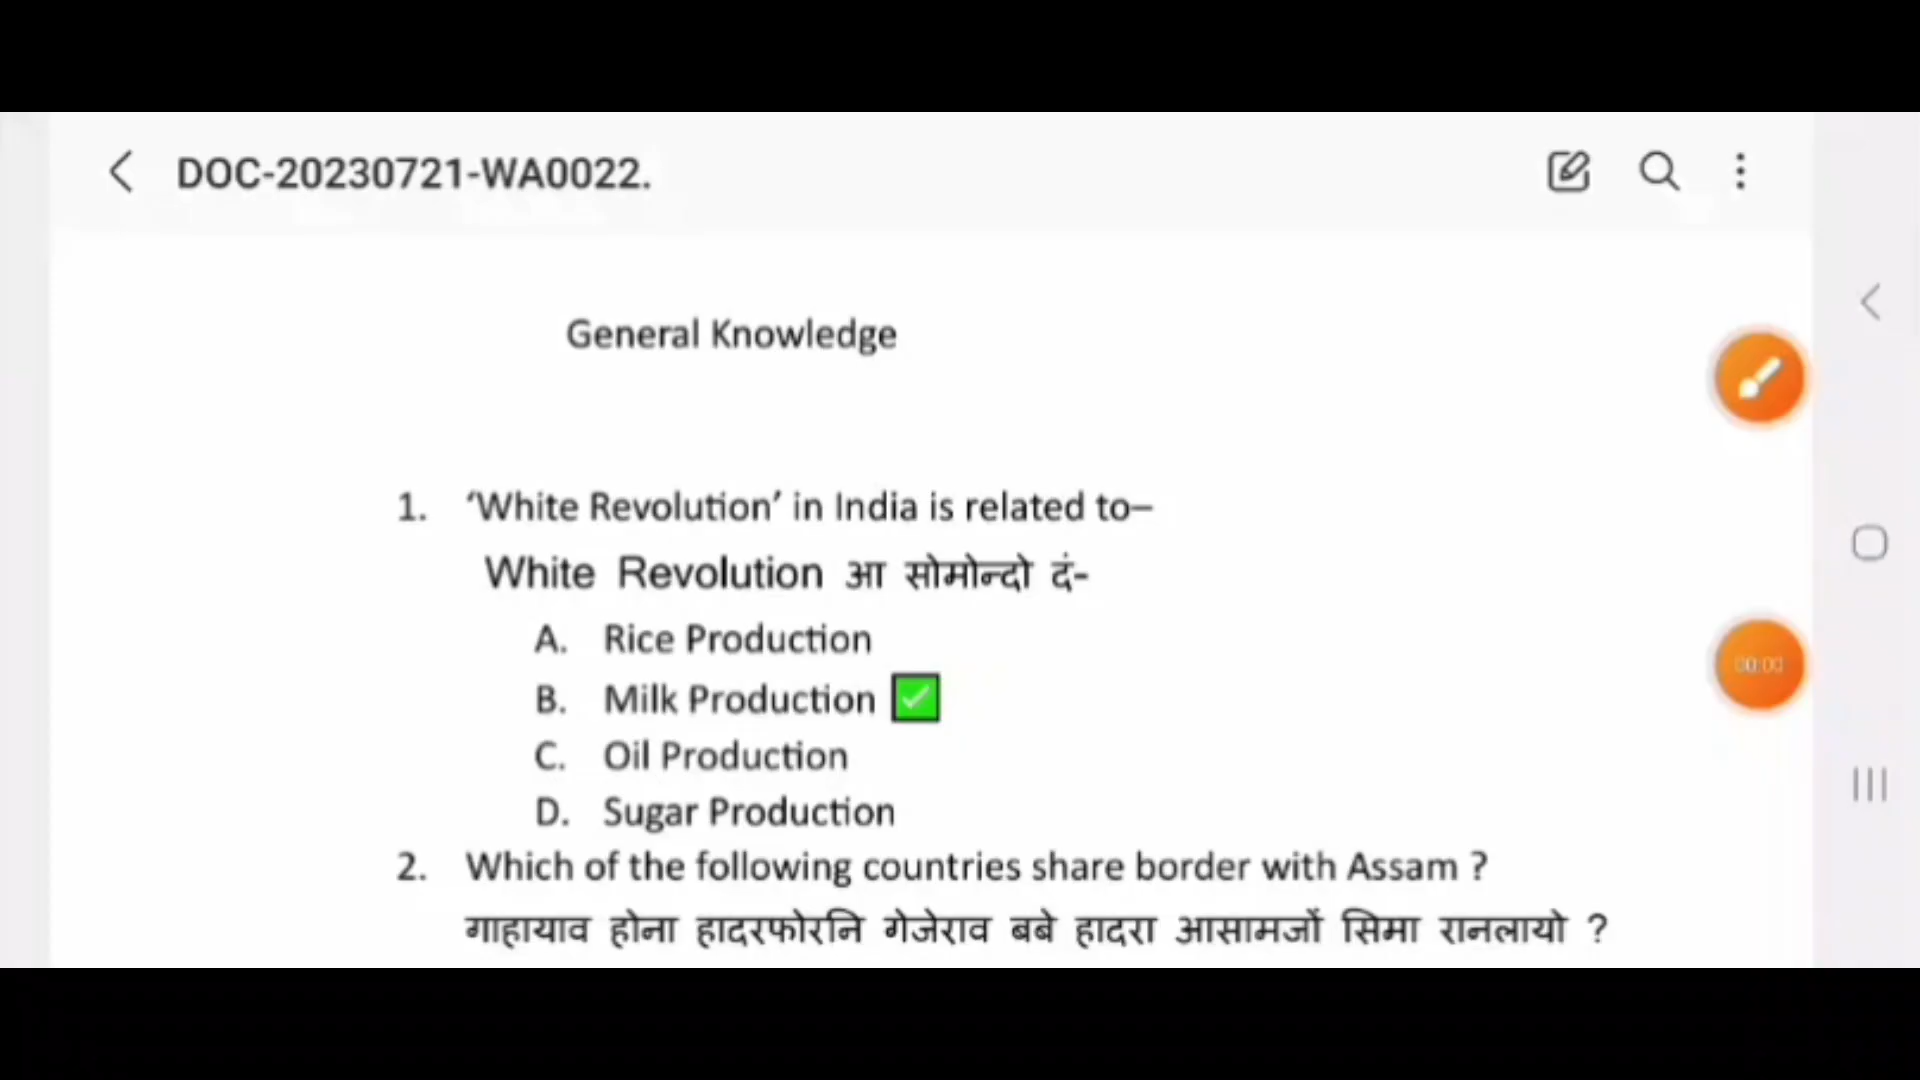 DOC-20230721-WA0022.
General Knowledge
1. ‘White Revolution’ in India is related to–
White Revolution आ सोमोन्दो दं-
A. Rice Production
B. Milk Production ✓
C. Oil Production
D. Sugar Production
2. Which of the following countries share border with Assam ?
गाहायाव होना हादरफोरनि गेजेराव बबे हादरा आसामजों सिमा रानलायो ?
00:00